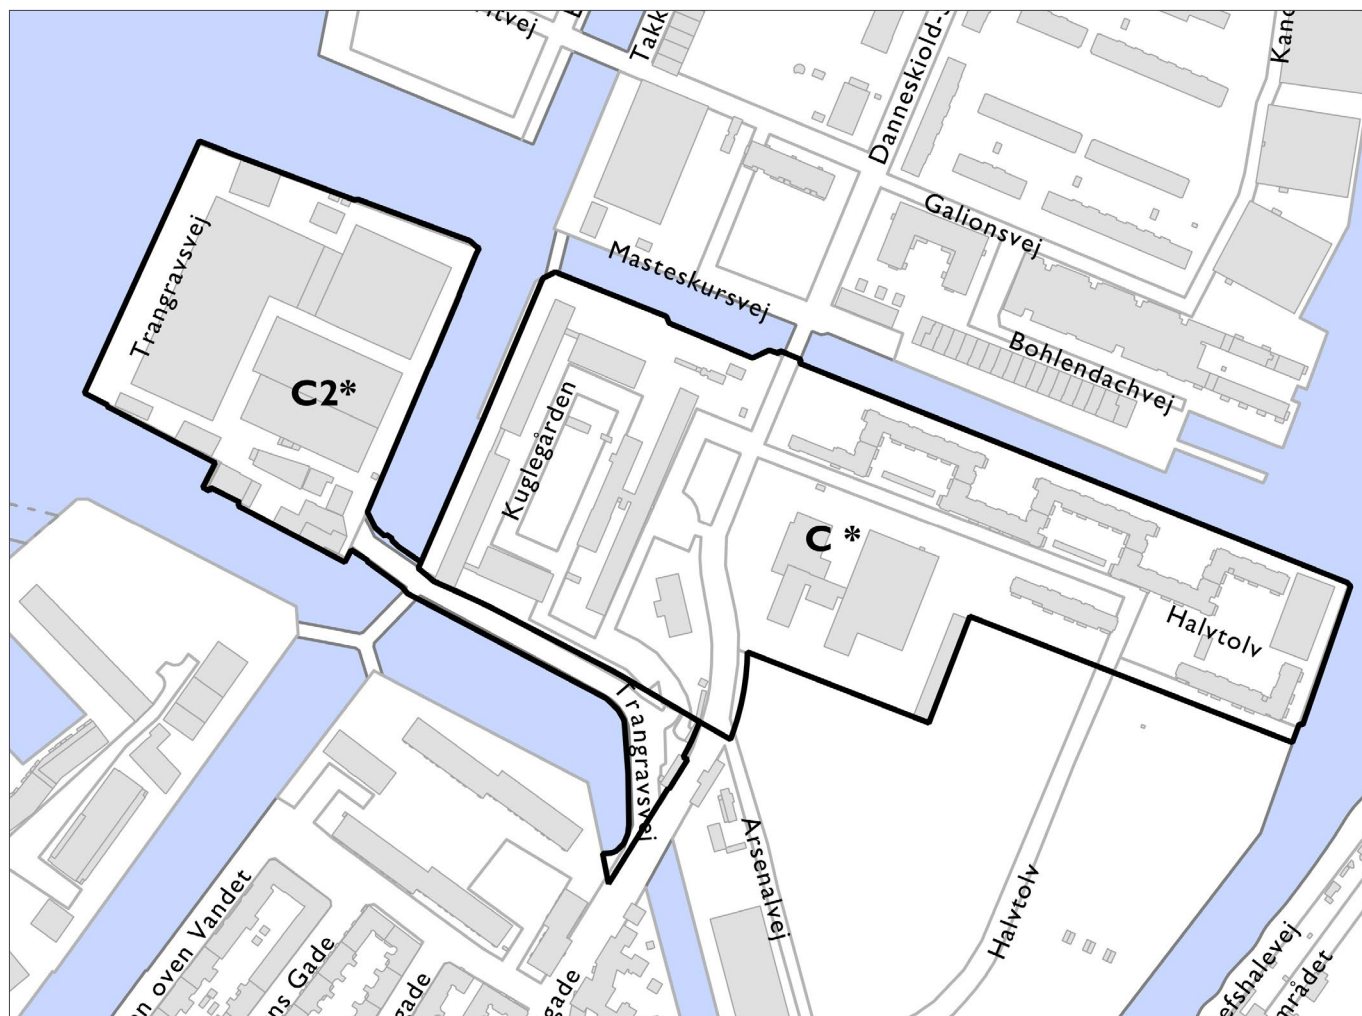 Danneskiold-
Galionsvej
Masteskursvej
Trangravsvej
Bohlendachvej
C2*
Kuglegården
C *
Halvtolv
Trangravsvej
Arsenalvej
Halvtolv
oven Vandet
Gade